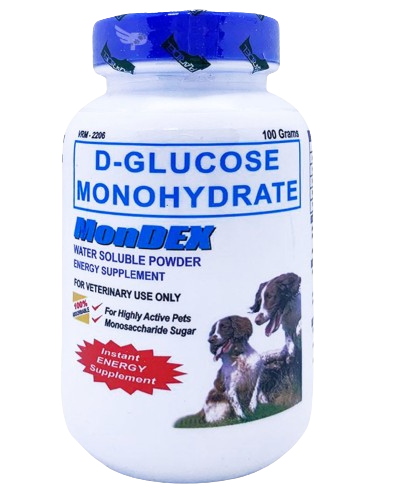 VRM - 2206
100 Grams
D-GLUCOSE
MONOHYDRATE
MonDEX
WATER SOLUBLE POWDER
ENERGY SUPPLEMENT
FOR VETERINARY USE ONLY
100%
For Highly Active Pets
Monosaccharide Sugar
Instant
ENERGY
Supplement